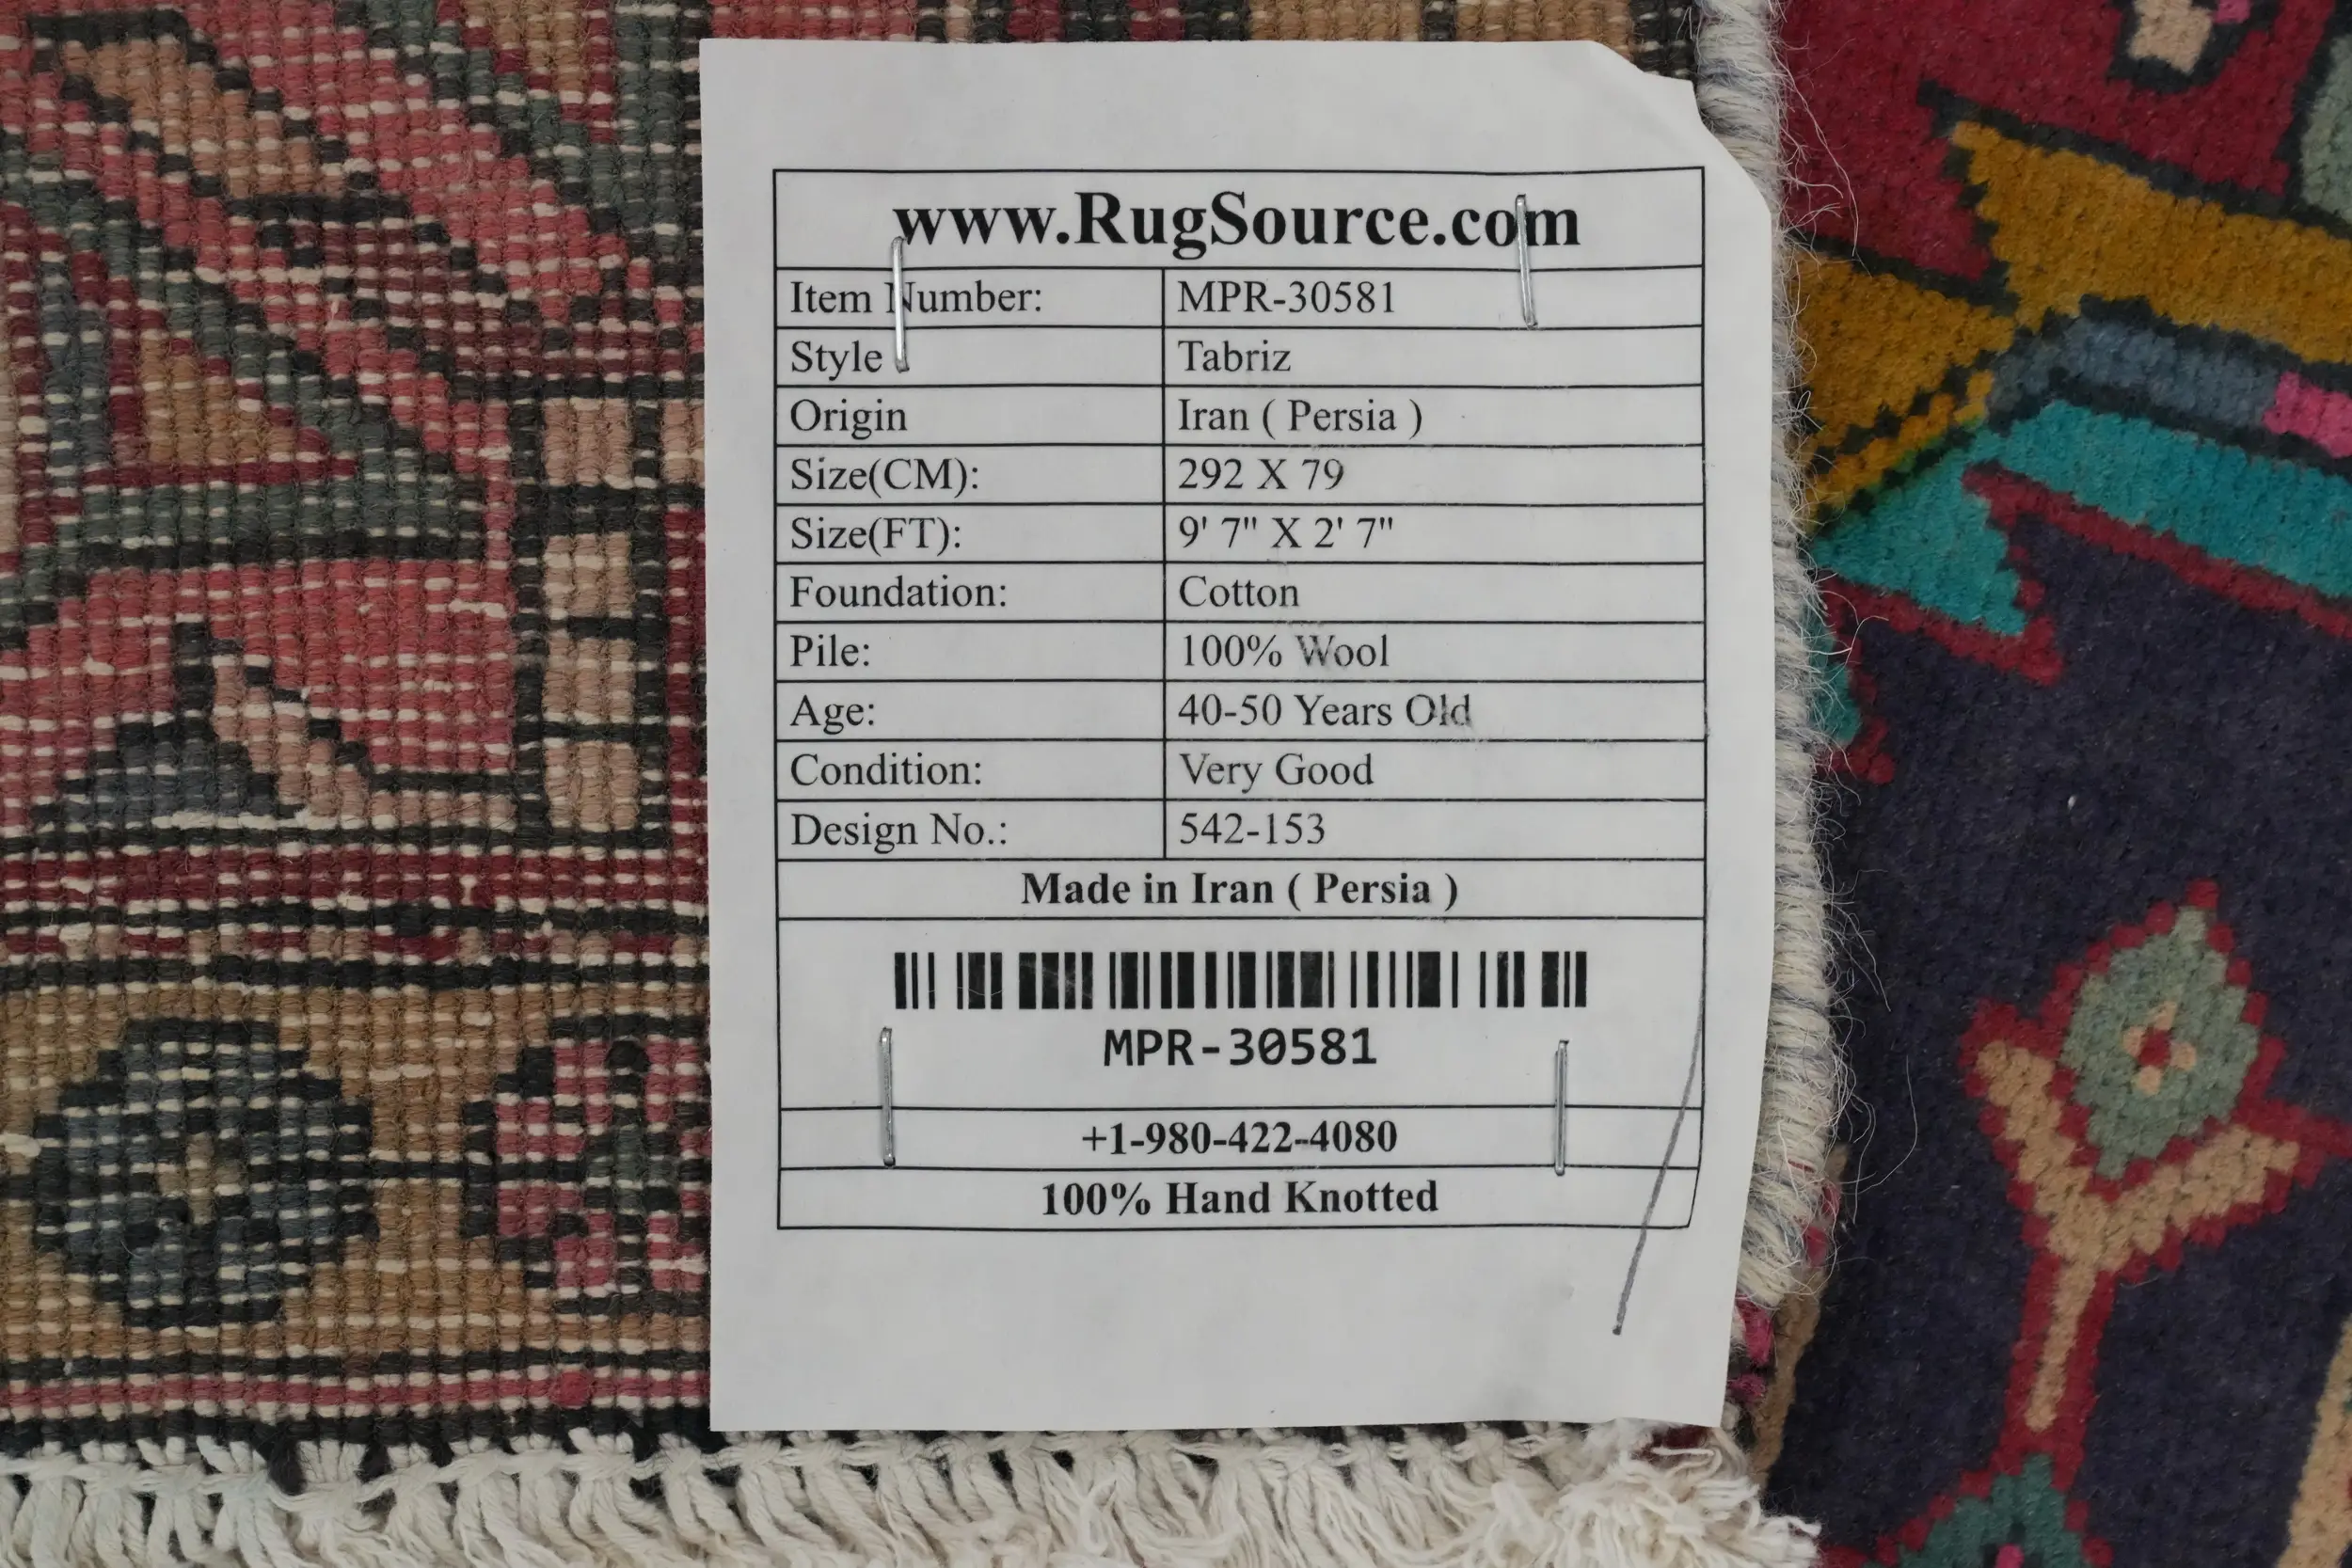 www.RugSource.com
Item Number: MPR-30581
Style Tabriz
Origin Iran ( Persia )
Size(CM): 292 X 79
Size(FT): 9' 7" X 2' 7"
Foundation: Cotton
Pile: 100% Wool
Age: 40-50 Years Old
Condition: Very Good
Design No.: 542-153
Made in Iran ( Persia )
MPR-30581
+1-980-422-4080
100% Hand Knotted